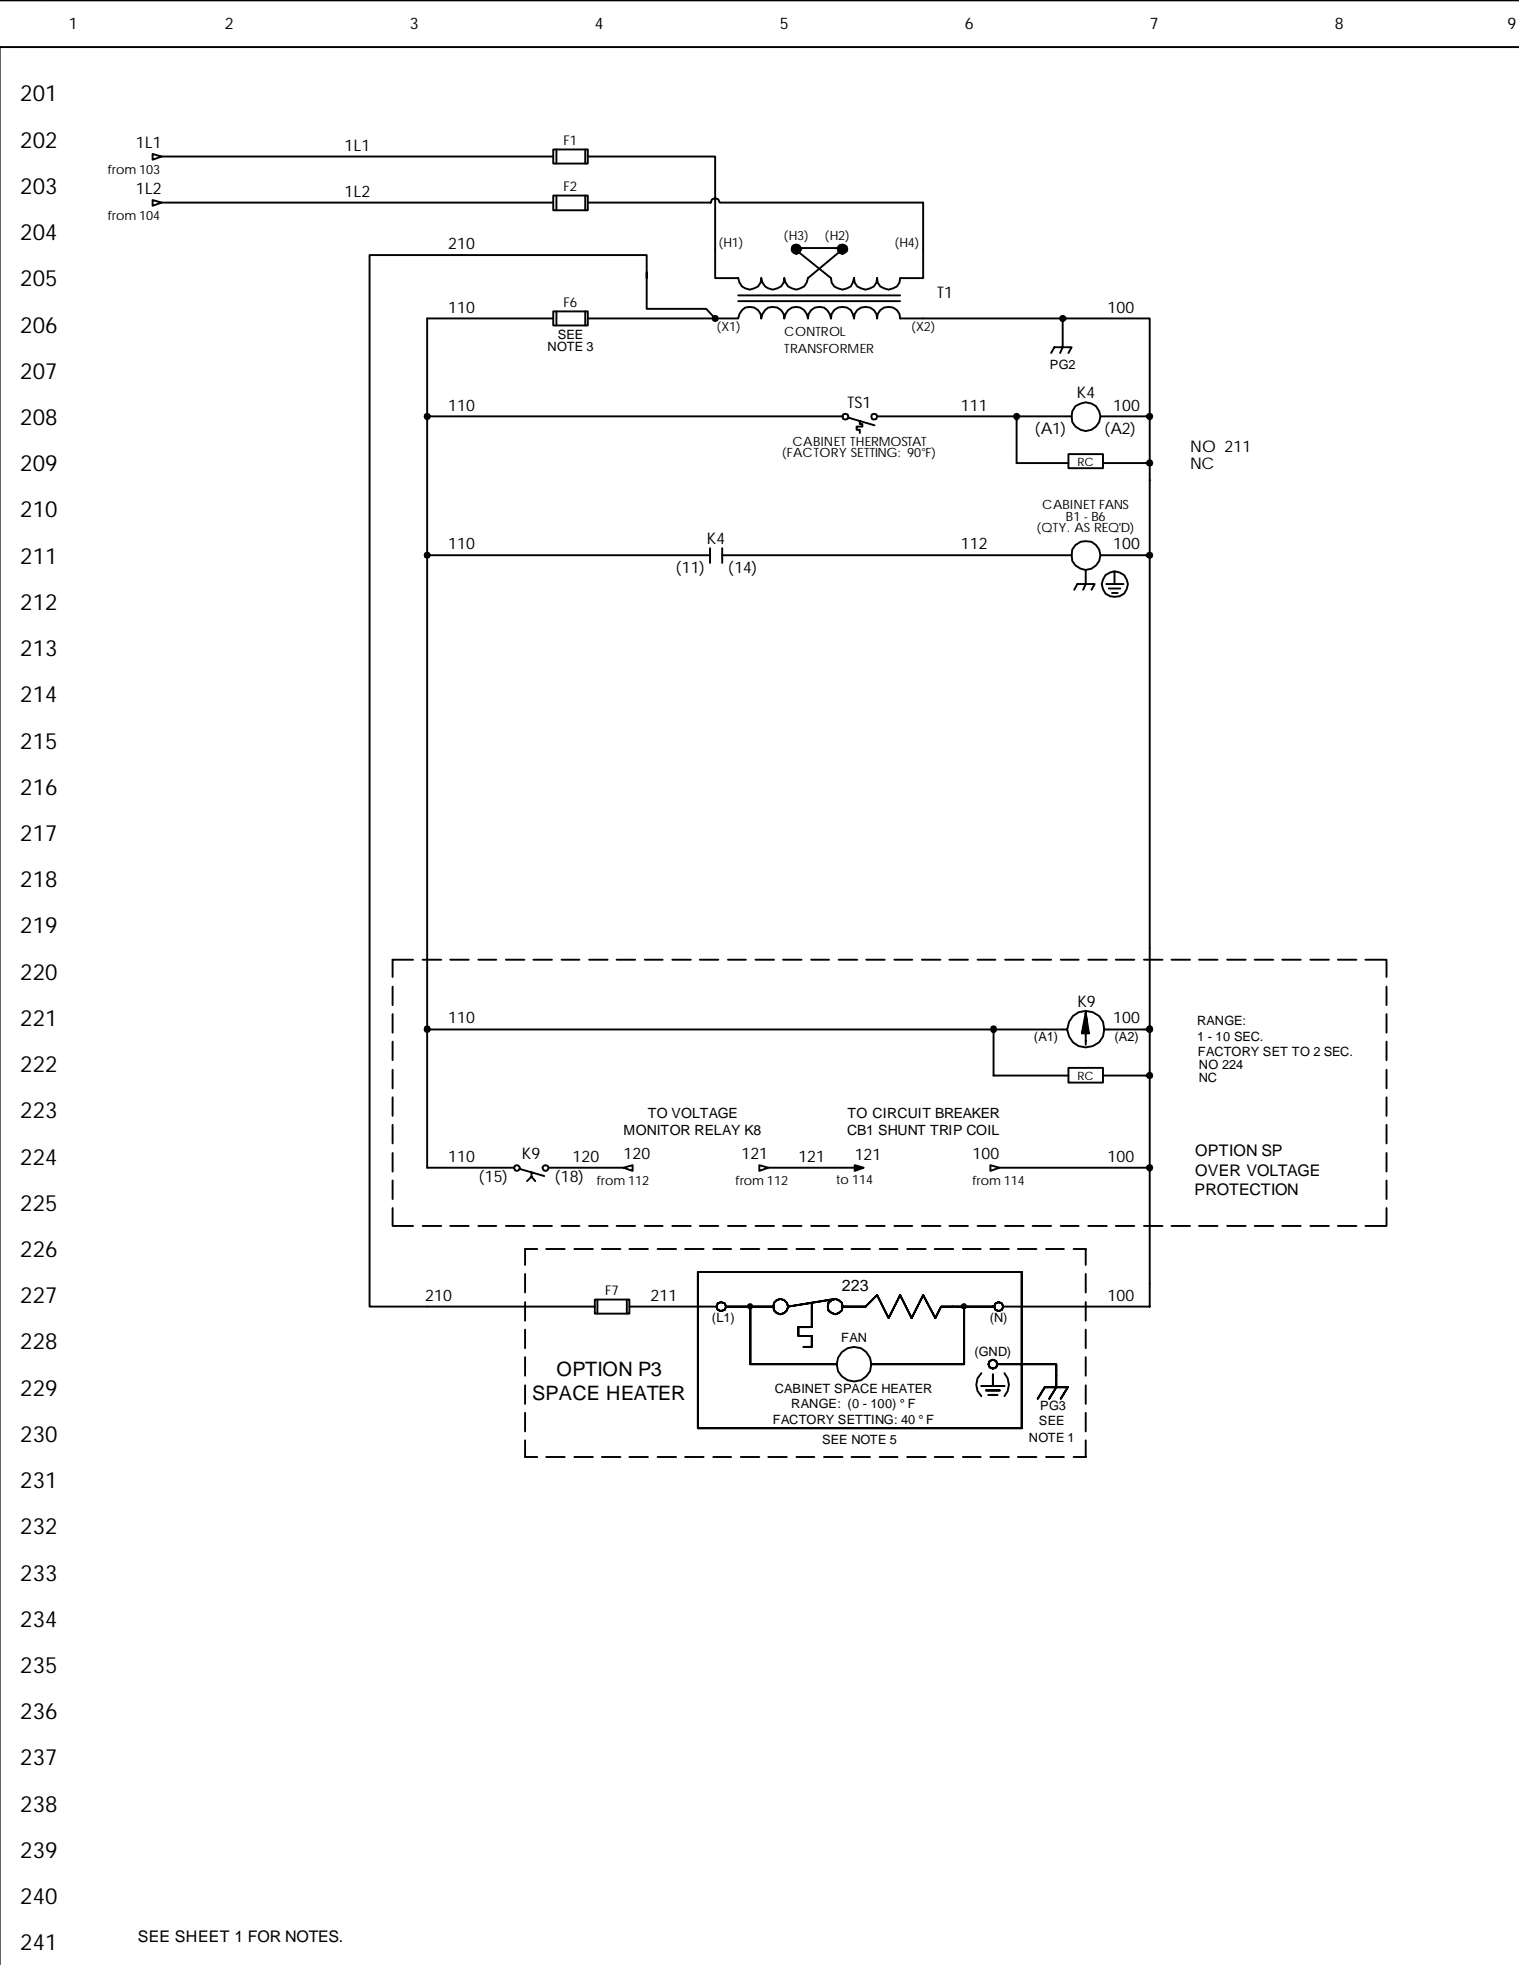 1 2 3 4 5 6 7 8 9
201
202 1L1 1L1 F1
from 103
203 1L2 1L2 F2
from 104
204 (H1) (H3) (H2) (H4)
210
205
T1
110 F6 100
206 (X1) (X2)
SEE
NOTE 3
CONTROL
TRANSFORMER
PG2
207
K4
208 110 TS1 111 100
(A1) (A2)
CABINET THERMOSTAT
(FACTORY SETTING: 90°F)
NO 211
209 RC NC
210 CABINET FANS
B1 - B6
(QTY. AS REQ'D)
211 110 K4 112 100
(11) (14)
212
213
214
215
216
217
218
219
220
K9
221 110 100
(A1) (A2)
RANGE:
1 - 10 SEC.
FACTORY SET TO 2 SEC.
222 NO 224
RC NC
223 TO VOLTAGE TO CIRCUIT BREAKER
MONITOR RELAY K8 CB1 SHUNT TRIP COIL
224 110 K9 120 120 121 121 121 100 100
(15) (18) from 112 from 112 to 114 from 114
OPTION SP
OVER VOLTAGE
PROTECTION
225
226
227 210 F7 211 223 100
(L1) (N)
228 FAN (GND)
OPTION P3
SPACE HEATER
229 CABINET SPACE HEATER
RANGE: (0 - 100) ° F
FACTORY SETTING: 40 ° F
PG3
SEE
NOTE 1
230 SEE NOTE 5
231
232
233
234
235
236
237
238
239
240
241 SEE SHEET 1 FOR NOTES.